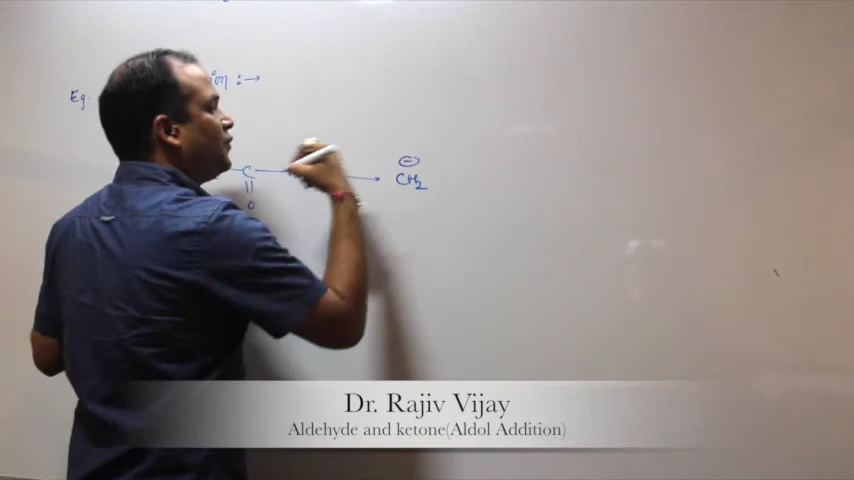 Eg.
:→
⊖
C → CH2
||
O
Dr. Rajiv Vijay
Aldehyde and ketone(Aldol Addition)